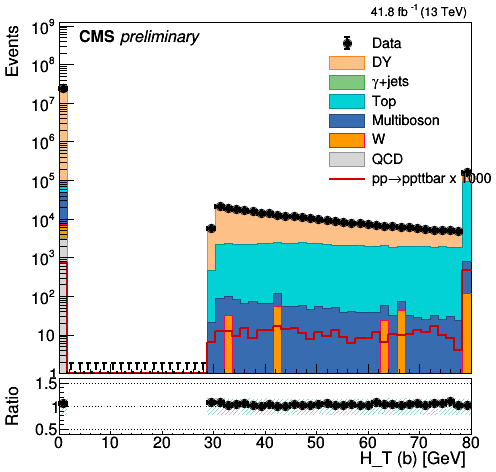 41.8 fb⁻¹ (13 TeV)
CMS preliminary
Events
10⁹
10⁸
10⁷
10⁶
10⁵
10⁴
10³
10²
10
1
Data
DY
γ+jets
Top
Multiboson
W
QCD
pp→ppttbar x 1000
Ratio
1.5
1
0.5
0 10 20 30 40 50 60 70 80
H_T (b) [GeV]